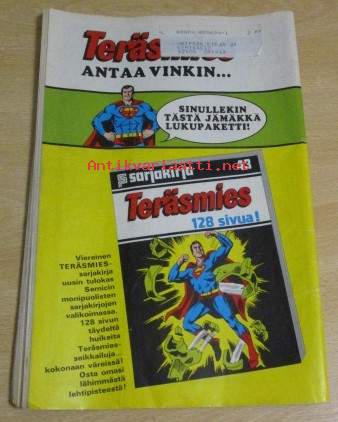 Teräsmies
ANTAA VINKIN...
SINULLEKIN
TÄSTÄ JÄMÄKKÄ
LUKUPAKETTI!
Antikvariaatti.net
sarjakirja
Teräsmies
128 sivua!
Viereinen
TERÄSMIES-
sarjakirja
uusin tulokas
Semicin
monipuolisten
sarjakirjojen
valikoimassa.
128 sivun
täydeltä
huikeita
Teräsmies-
seikkailuja...
kokonaan väreissä!
Osta omasi
lähimmästä
lehtipisteestä!